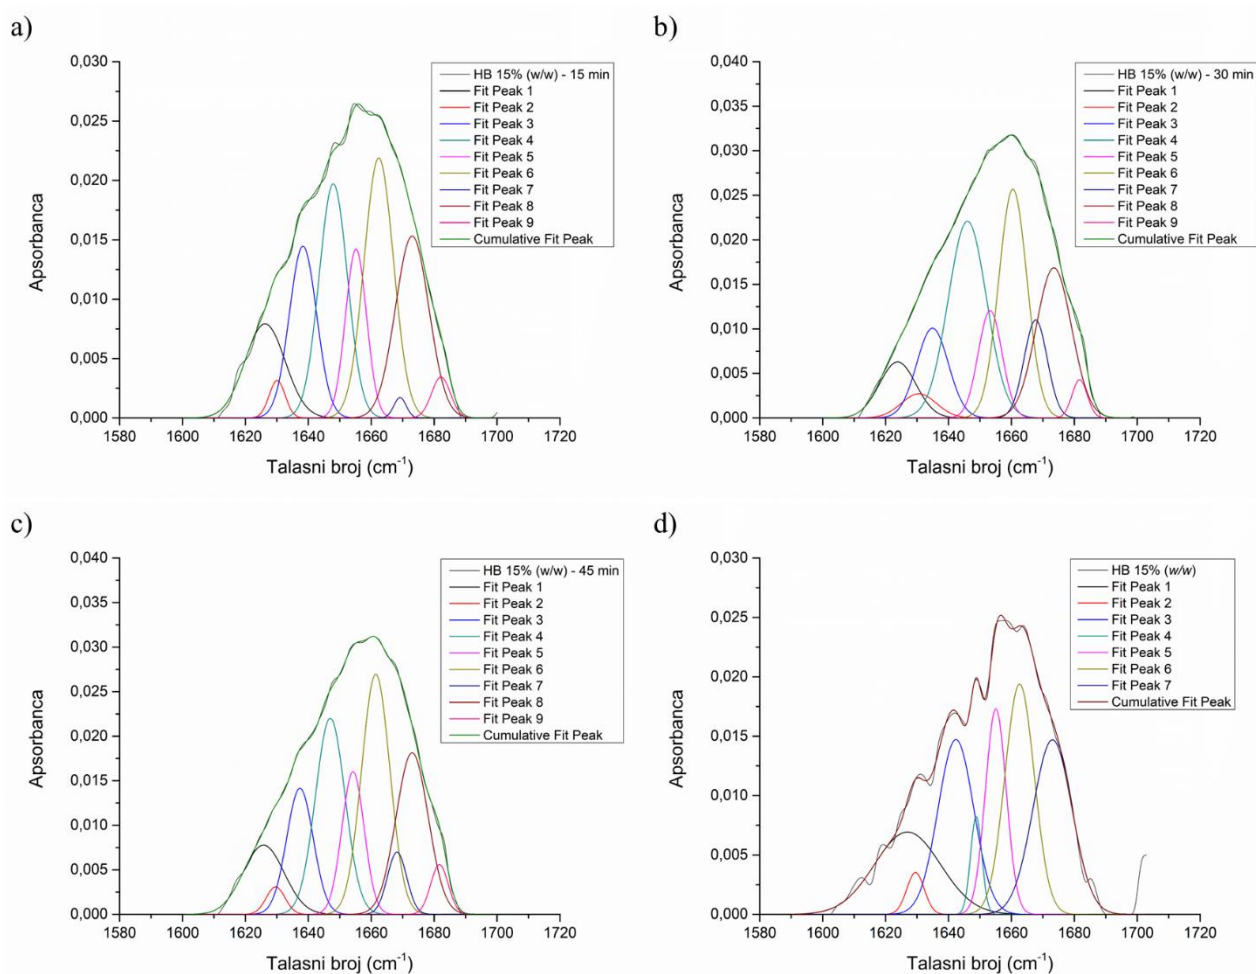 a)
0,030
0,025
0,020
0,015
0,010
0,005
0,000
Apsorbanca
1580 1600 1620 1640 1660 1680 1700 1720
Talasni broj (cm⁻¹)
HB 15% (w/w) - 15 min
Fit Peak 1
Fit Peak 2
Fit Peak 3
Fit Peak 4
Fit Peak 5
Fit Peak 6
Fit Peak 7
Fit Peak 8
Fit Peak 9
Cumulative Fit Peak
b)
0,040
0,035
0,030
0,025
0,020
0,015
0,010
0,005
0,000
Apsorbanca
1580 1600 1620 1640 1660 1680 1700 1720
Talasni broj (cm⁻¹)
HB 15% (w/w) - 30 min
Fit Peak 1
Fit Peak 2
Fit Peak 3
Fit Peak 4
Fit Peak 5
Fit Peak 6
Fit Peak 7
Fit Peak 8
Fit Peak 9
Cumulative Fit Peak
c)
0,040
0,035
0,030
0,025
0,020
0,015
0,010
0,005
0,000
Apsorbanca
1580 1600 1620 1640 1660 1680 1700 1720
Talasni broj (cm⁻¹)
HB 15% (w/w) - 45 min
Fit Peak 1
Fit Peak 2
Fit Peak 3
Fit Peak 4
Fit Peak 5
Fit Peak 6
Fit Peak 7
Fit Peak 8
Fit Peak 9
Cumulative Fit Peak
d)
0,030
0,025
0,020
0,015
0,010
0,005
0,000
Apsorbanca
1580 1600 1620 1640 1660 1680 1700 1720
Talasni broj (cm⁻¹)
HB 15% (w/w)
Fit Peak 1
Fit Peak 2
Fit Peak 3
Fit Peak 4
Fit Peak 5
Fit Peak 6
Fit Peak 7
Cumulative Fit Peak